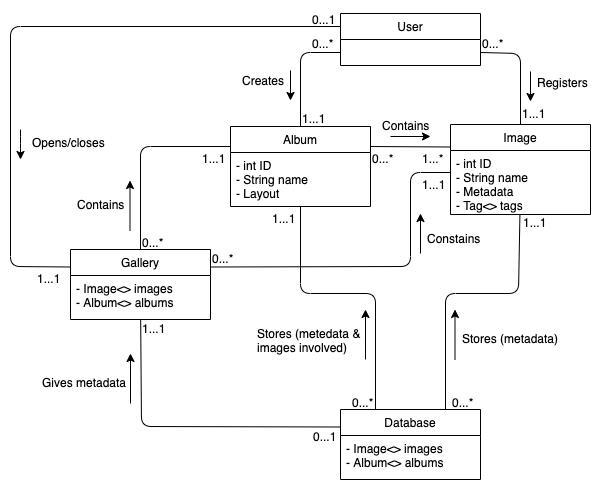 0...1
User
0...*
0...*
Creates
Registers
1...1
1...1
Opens/closes
Album
Contains
Image
1...1
0...*
1...*
- int ID
- String name
- Layout
- int ID
- String name
- Metadata
- Tag<> tags
1...1
Contains
1...1
1...1
0...*
Constains
Gallery
0...*
1...1
- Image<> images
- Album<> albums
1...1
Stores (metedata &
images involved)
Stores (metadata)
Gives metadata
0...*
0...*
Database
0...1
- Image<> images
- Album<> albums